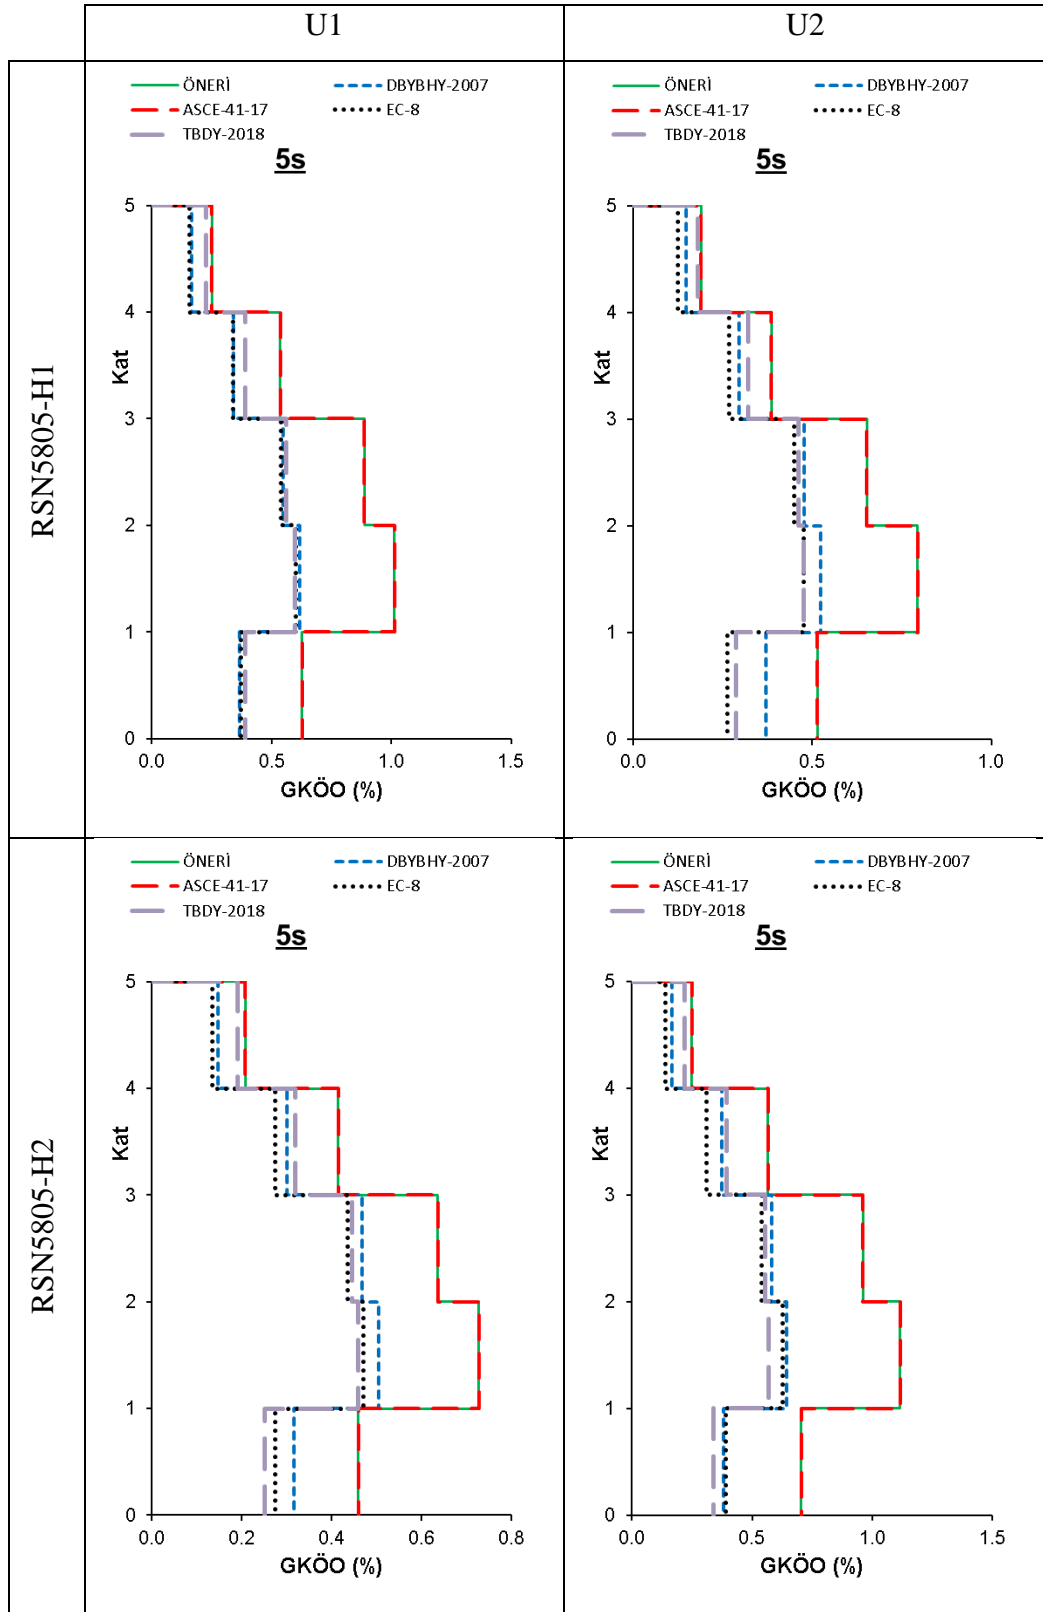 U1
U2
RSN5805-H1
ÖNERİ
DBYBHY-2007
ASCE-41-17
EC-8
TBDY-2018
5s
5
4
3
2
1
0
Kat
0.0 0.5 1.0 1.5
GKÖO (%)
ÖNERİ
DBYBHY-2007
ASCE-41-17
EC-8
TBDY-2018
5s
5
4
3
2
1
0
Kat
0.0 0.5 1.0
GKÖO (%)
RSN5805-H2
ÖNERİ
DBYBHY-2007
ASCE-41-17
EC-8
TBDY-2018
5s
5
4
3
2
1
0
Kat
0.0 0.2 0.4 0.6 0.8
GKÖO (%)
ÖNERİ
DBYBHY-2007
ASCE-41-17
EC-8
TBDY-2018
5s
5
4
3
2
1
0
Kat
0.0 0.5 1.0 1.5
GKÖO (%)